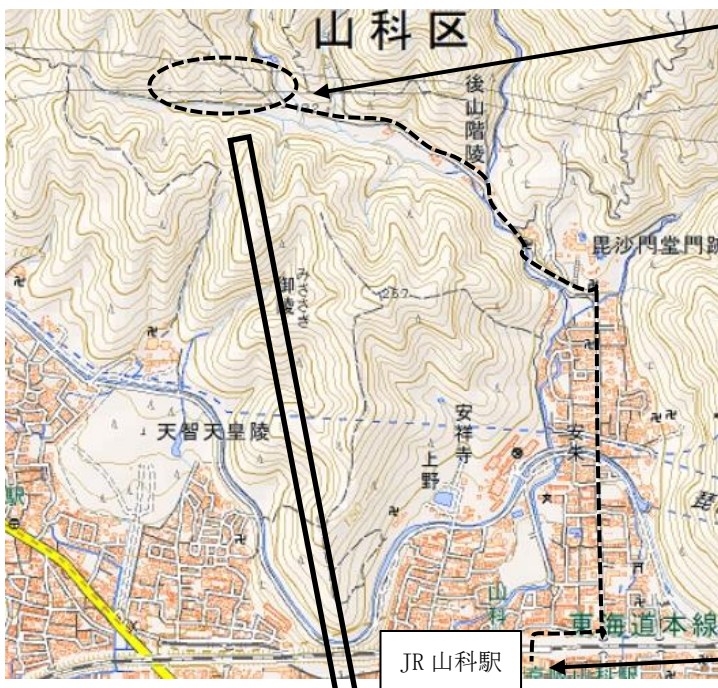 山科区
後山階陵
毘沙門堂門跡
みささぎ
御陵
257
天智天皇陵
安祥寺
上野
安朱
駅
山科
琵
東海道本線
JR 山科駅